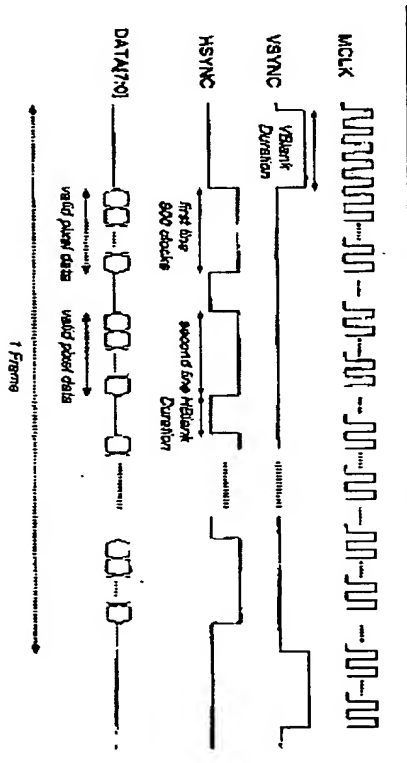 MCLK
VSYNC
VBlank
Duration
HSYNC
first line
800 clocks
second line
HBlank
Duration
DATA[7:0]
valid pixel data
valid pixel data
1 Frame